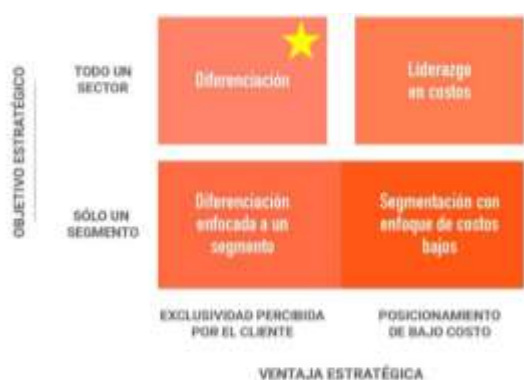 OBJETIVO ESTRATÉGICO
TODO UN
SECTOR
Diferenciación
Liderazgo
en costos
SÓLO UN
SEGMENTO
Diferenciación
enfocada a un
segmento
Segmentación con
enfoque de costos
bajos
EXCLUSIVIDAD PERCIBIDA
POR EL CLIENTE
POSICIONAMIENTO
DE BAJO COSTO
VENTAJA ESTRATÉGICA